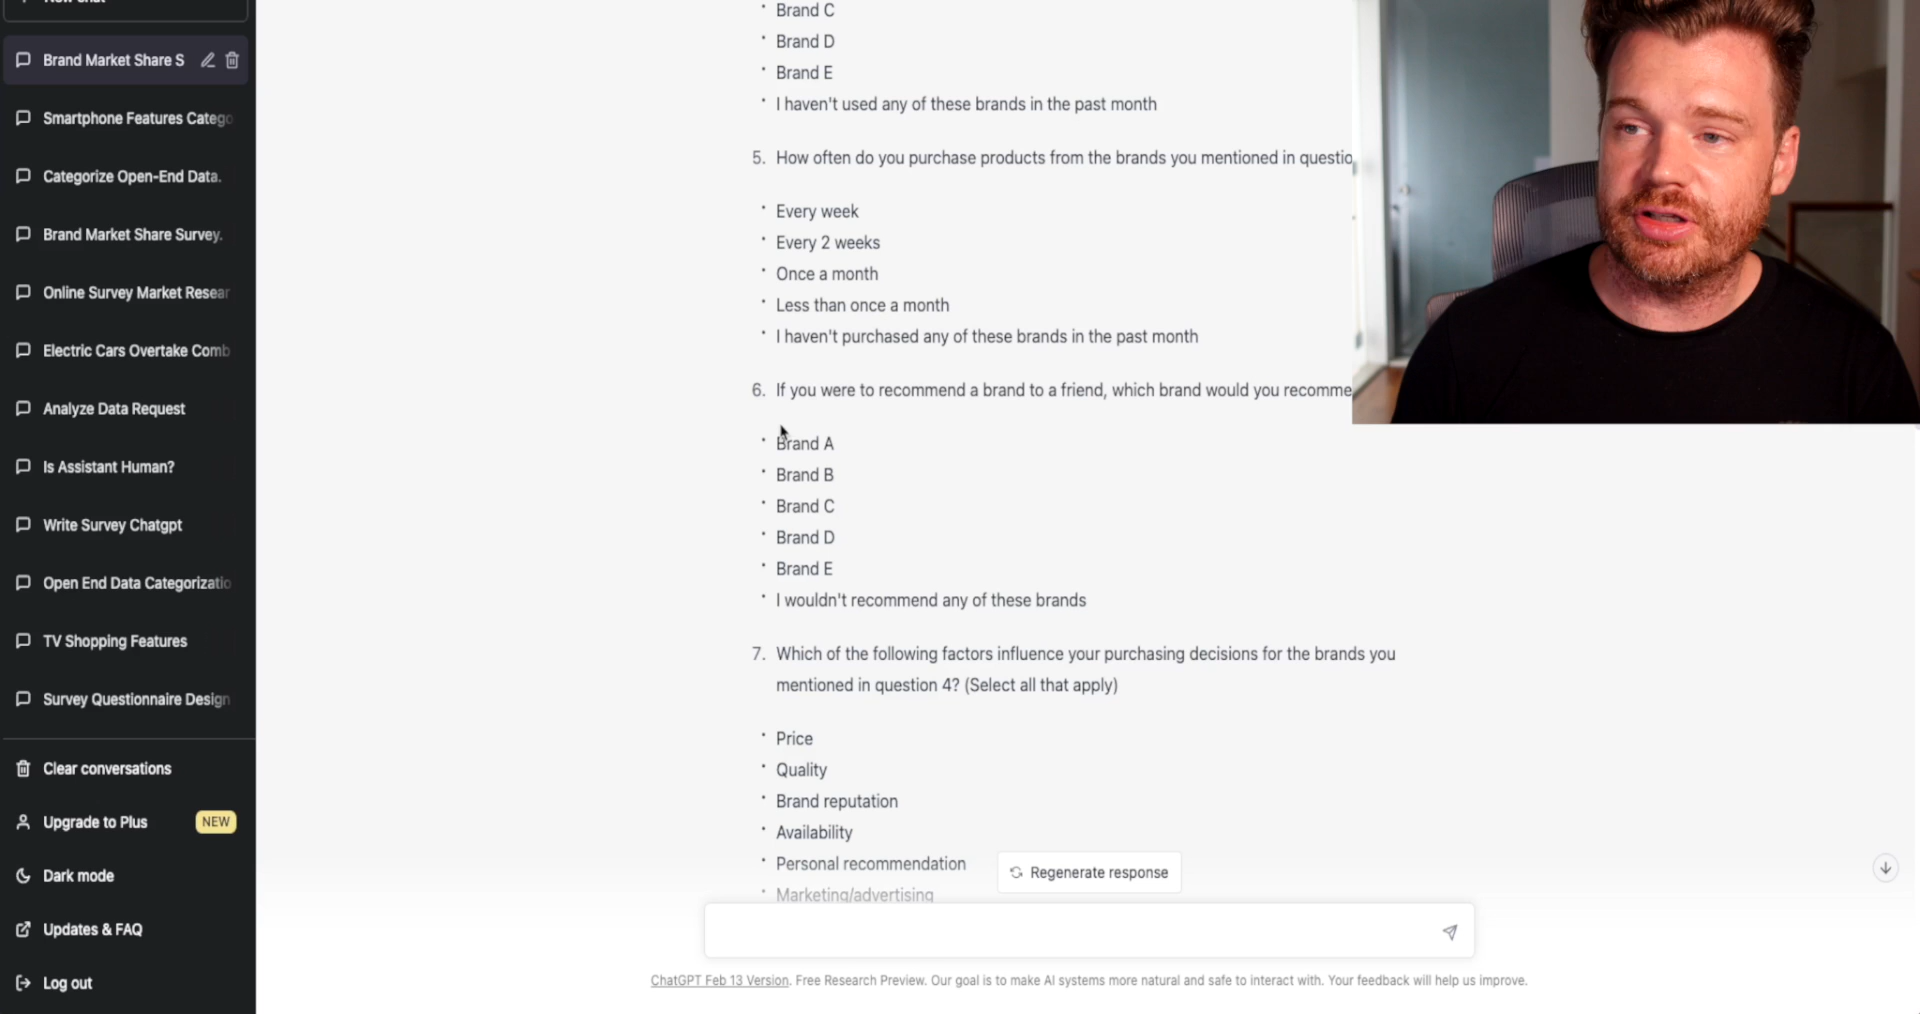 New chat
Brand Market Share S
Smartphone Features Catego
Categorize Open-End Data.
Brand Market Share Survey.
Online Survey Market Resear
Electric Cars Overtake Comb
Analyze Data Request
Is Assistant Human?
Write Survey Chatgpt
Open End Data Categorizatio
TV Shopping Features
Survey Questionnaire Design
Clear conversations
Upgrade to Plus NEW
Dark mode
Updates & FAQ
Log out
Brand C
Brand D
Brand E
I haven't used any of these brands in the past month
5. How often do you purchase products from the brands you mentioned in questio
Every week
Every 2 weeks
Once a month
Less than once a month
I haven't purchased any of these brands in the past month
6. If you were to recommend a brand to a friend, which brand would you recomme
Brand A
Brand B
Brand C
Brand D
Brand E
I wouldn't recommend any of these brands
7. Which of the following factors influence your purchasing decisions for the brands you
mentioned in question 4? (Select all that apply)
Price
Quality
Brand reputation
Availability
Personal recommendation
Marketing/advertising
Regenerate response
ChatGPT Feb 13 Version. Free Research Preview. Our goal is to make AI systems more natural and safe to interact with. Your feedback will help us improve.